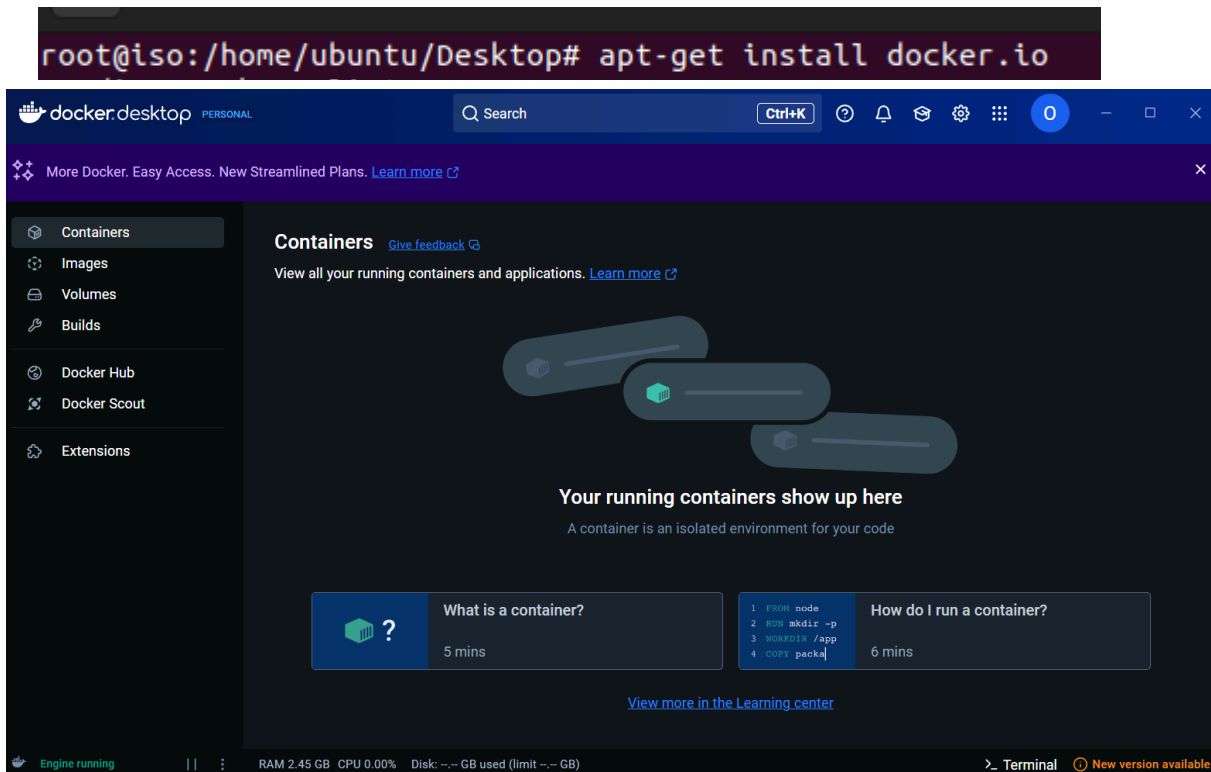 root@iso:/home/ubuntu/Desktop# apt-get install docker.io
docker.desktop PERSONAL
Search
Ctrl+K
O
More Docker. Easy Access. New Streamlined Plans. Learn more
Containers
Images
Volumes
Builds
Docker Hub
Docker Scout
Extensions
Containers Give feedback
View all your running containers and applications. Learn more
Your running containers show up here
A container is an isolated environment for your code
?
What is a container?
5 mins
1 FROM node
2 RUN mkdir -p
3 WORKDIR /app
4 COPY packa
How do I run a container?
6 mins
View more in the Learning center
Engine running
RAM 2.45 GB CPU 0.00% Disk: --.-- GB used (limit --.-- GB)
>_ Terminal
New version available